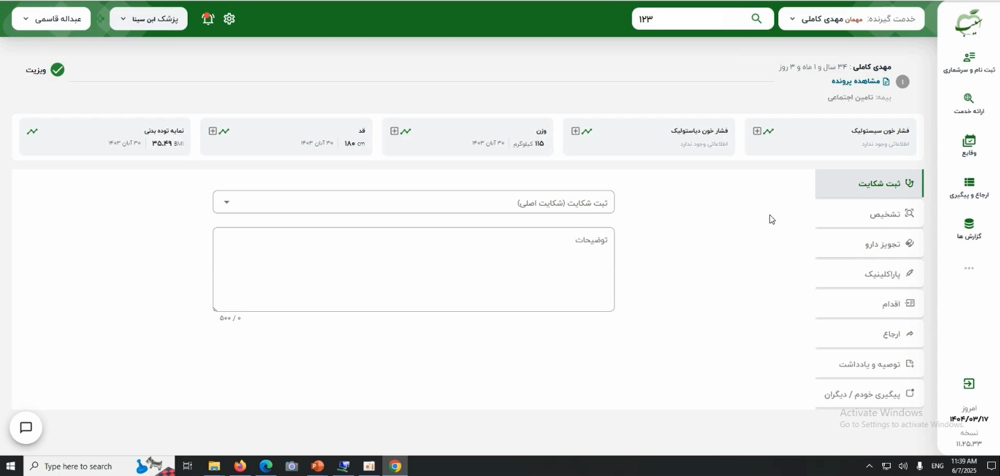 خدمت گیرنده: مهمان مهدی کاملی
۱۲۳
پزشک ابن سینا
عبداله قاسمی
سیب
ثبت نام و سرشماری
ارائه خدمت
وقایع
ارجاع و پیگیری
گزارش ها
...
امروز
۱۴۰۴/۰۳/۱۷
نسخه
۱۱.۲۵.۳۳
مهدی کاملی : ۳۴ سال و ۱ ماه و ۳ روز
۱
مشاهده پرونده
بیمه: تامین اجتماعی
ویزیت
فشار خون سیستولیک
اطلاعاتی وجود ندارد
فشار خون دیاستولیک
اطلاعاتی وجود ندارد
وزن
۱۱۵ کیلوگرم | ۳۰ آبان ۱۴۰۳
قد
۱۸۰ cm | ۳۰ آبان ۱۴۰۳
نمایه توده بدنی
۳۵.۴۹ BMI | ۳۰ آبان ۱۴۰۳
ثبت شکایت
تشخیص
تجویز دارو
پاراکلینیک
اقدام
ارجاع
توصیه و یادداشت
پیگیری خودم / دیگران
ثبت شکایت (شکایت اصلی)
توضیحات
۰ / ۵۰۰
Activate Windows
Go to Settings to activate Windows.
Type here to search
ENG
11:39 AM
6/7/2025